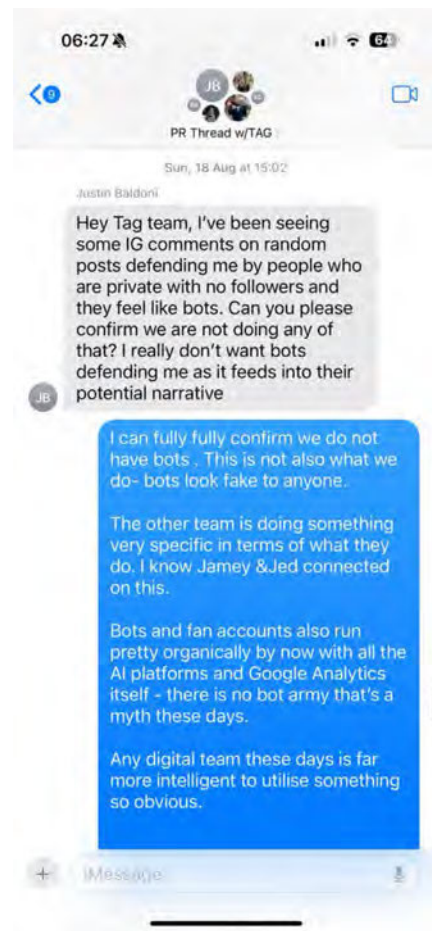 06:27
64
9
JB
PR Thread w/TAG
Sun, 18 Aug at 15:02
Justin Baldoni
Hey Tag team, I've been seeing
some IG comments on random
posts defending me by people who
are private with no followers and
they feel like bots. Can you please
confirm we are not doing any of
that? I really don't want bots
defending me as it feeds into their
potential narrative
JB
I can fully fully confirm we do not
have bots . This is not also what we
do- bots look fake to anyone.
The other team is doing something
very specific in terms of what they
do. I know Jamey &Jed connected
on this.
Bots and fan accounts also run
pretty organically by now with all the
AI platforms and Google Analytics
itself - there is no bot army that's a
myth these days.
Any digital team these days is far
more intelligent to utilise something
so obvious.
iMessage